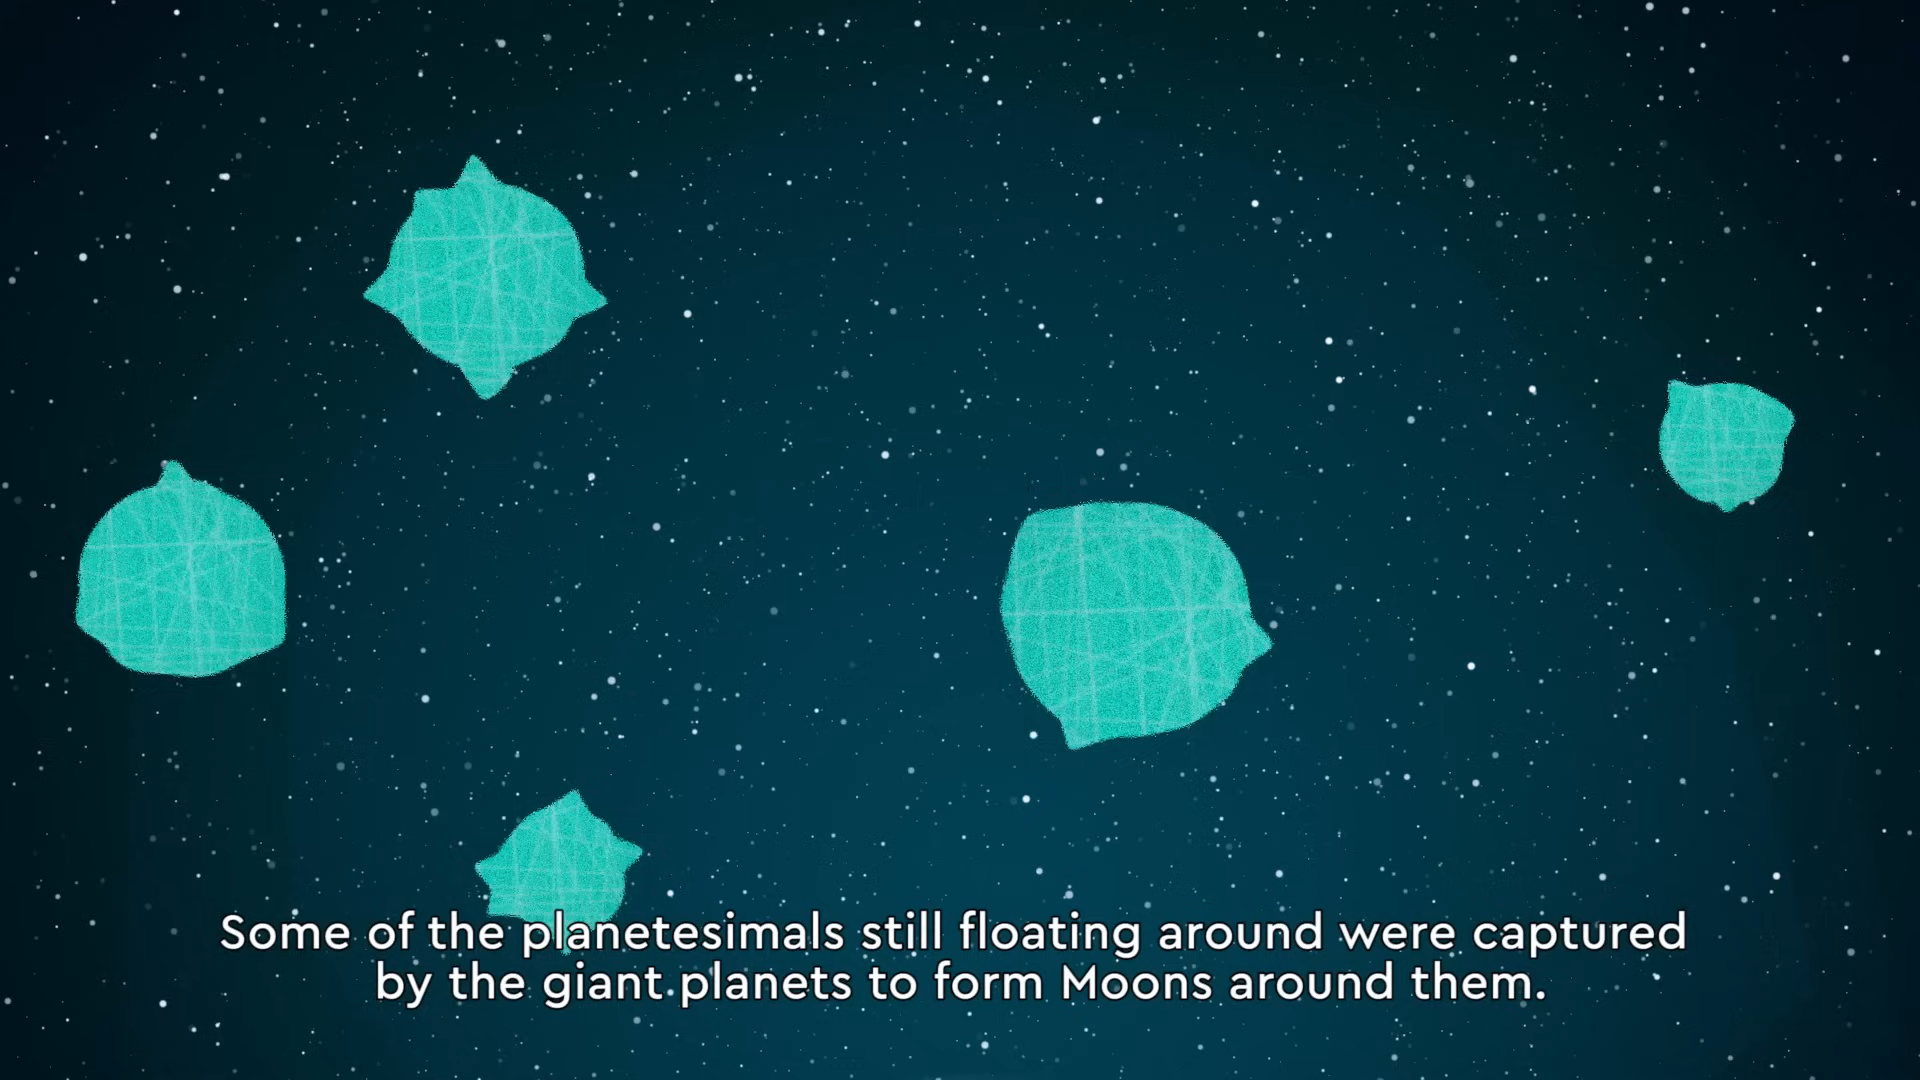 Some of the planetesimals still floating around were captured
by the giant planets to form Moons around them.